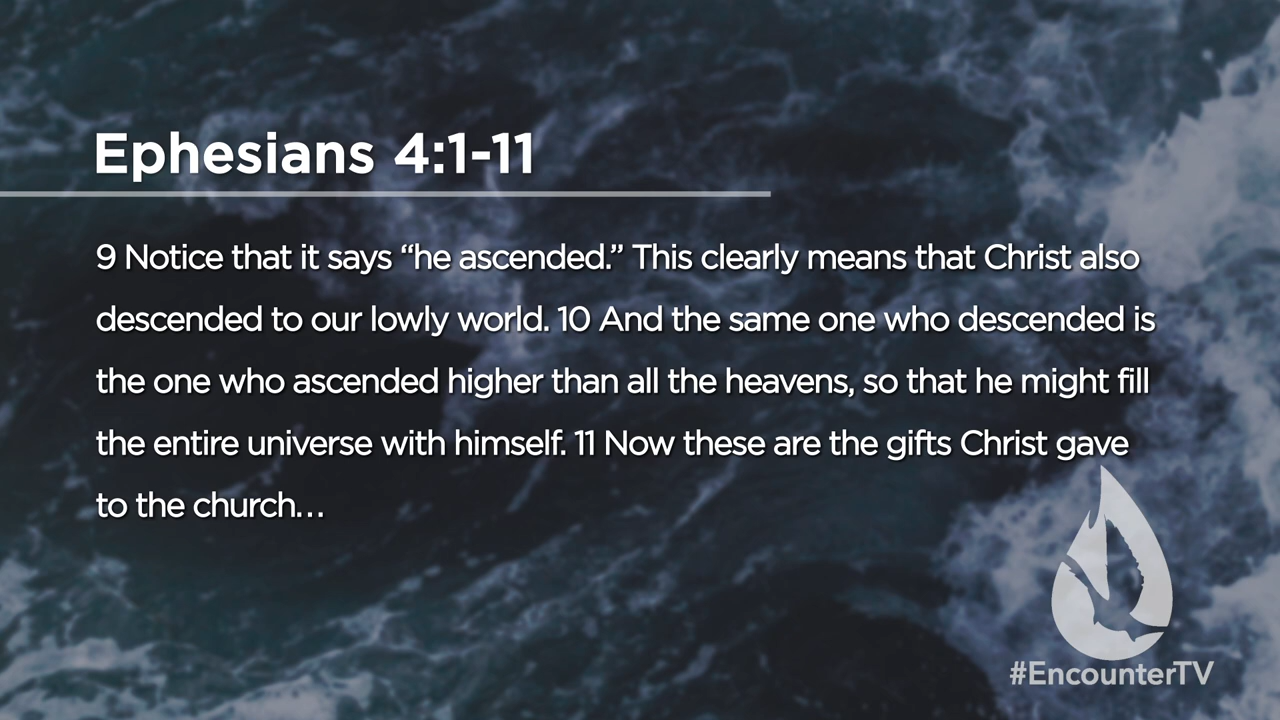 Ephesians 4:1-11
9 Notice that it says “he ascended.” This clearly means that Christ also
descended to our lowly world. 10 And the same one who descended is
the one who ascended higher than all the heavens, so that he might fill
the entire universe with himself. 11 Now these are the gifts Christ gave
to the church…
#EncounterTV